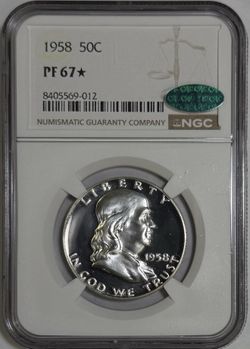 1958 50C
PF 67★
8405569-012
NUMISMATIC GUARANTY COMPANY
NGC
LIBERTY
1958
IN GOD WE TRUST